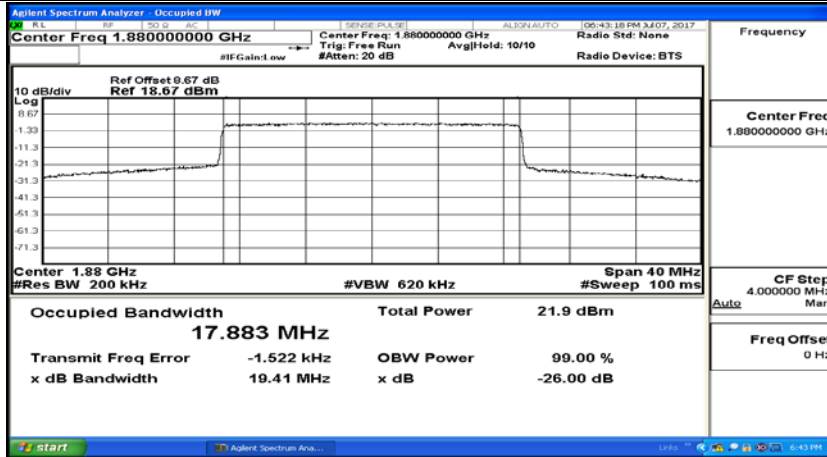 Agilent Spectrum Analyzer - Occupied BW
RL RF 50 Ω AC SENSE:PULSE ALIGN AUTO 06:43:18 PM Jul 07, 2017
Center Freq 1.880000000 GHz Center Freq: 1.880000000 GHz Radio Std: None Frequency
Trig: Free Run Avg|Hold: 10/10
#IFGain:Low #Atten: 20 dB Radio Device: BTS
Ref Offset 8.67 dB
10 dB/div Ref 18.67 dBm
Log
8.67
-1.33
-11.3
-21.3
-31.3
-41.3
-51.3
-61.3
-71.3
Center Freq
1.880000000 GHz
Center 1.88 GHz Span 40 MHz
#Res BW 200 kHz #VBW 620 kHz #Sweep 100 ms
CF Step
4.000000 MHz
Auto Man
Occupied Bandwidth Total Power 21.9 dBm
17.883 MHz
Transmit Freq Error -1.522 kHz OBW Power 99.00 %
x dB Bandwidth 19.41 MHz x dB -26.00 dB
Freq Offset
0 Hz
start Agilent Spectrum Ana... Links 6:43 PM